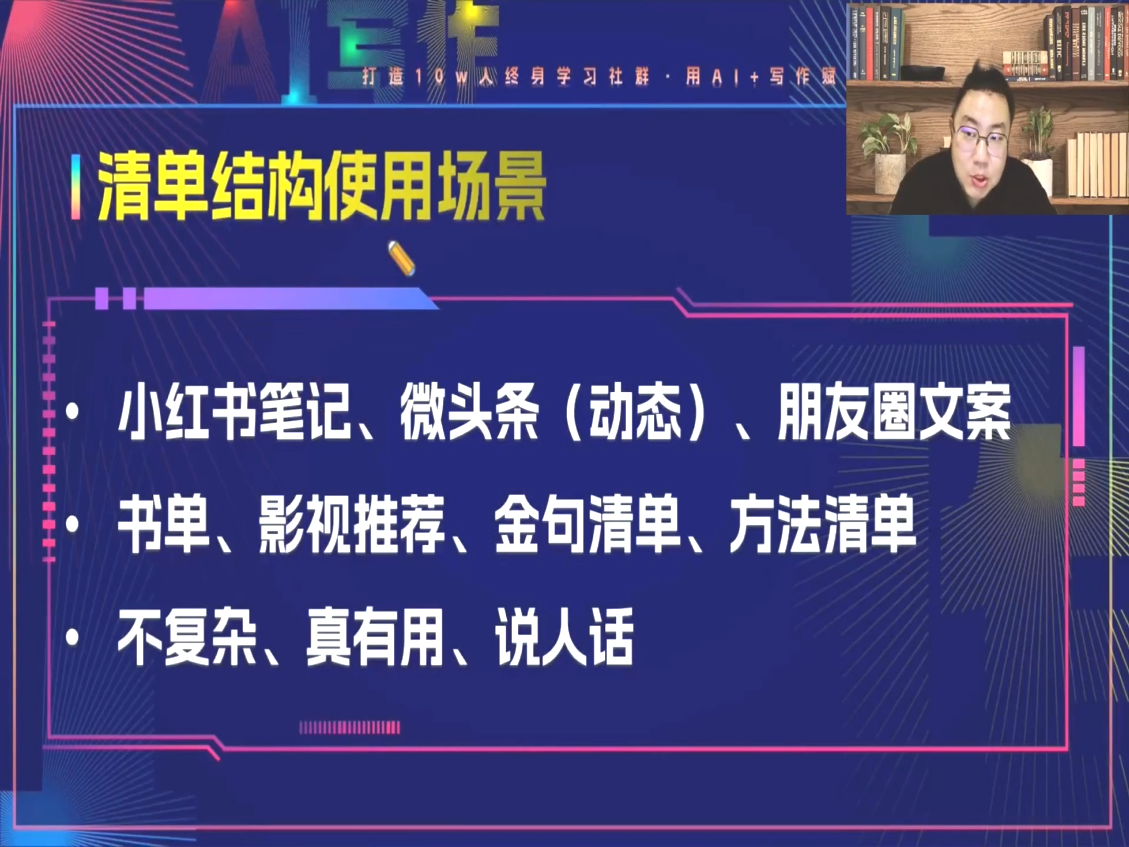 AI写作
打造10w人终身学习社群·用AI+写作赋
清单结构使用场景
• 小红书笔记、微头条（动态）、朋友圈文案
• 书单、影视推荐、金句清单、方法清单
• 不复杂、真有用、说人话